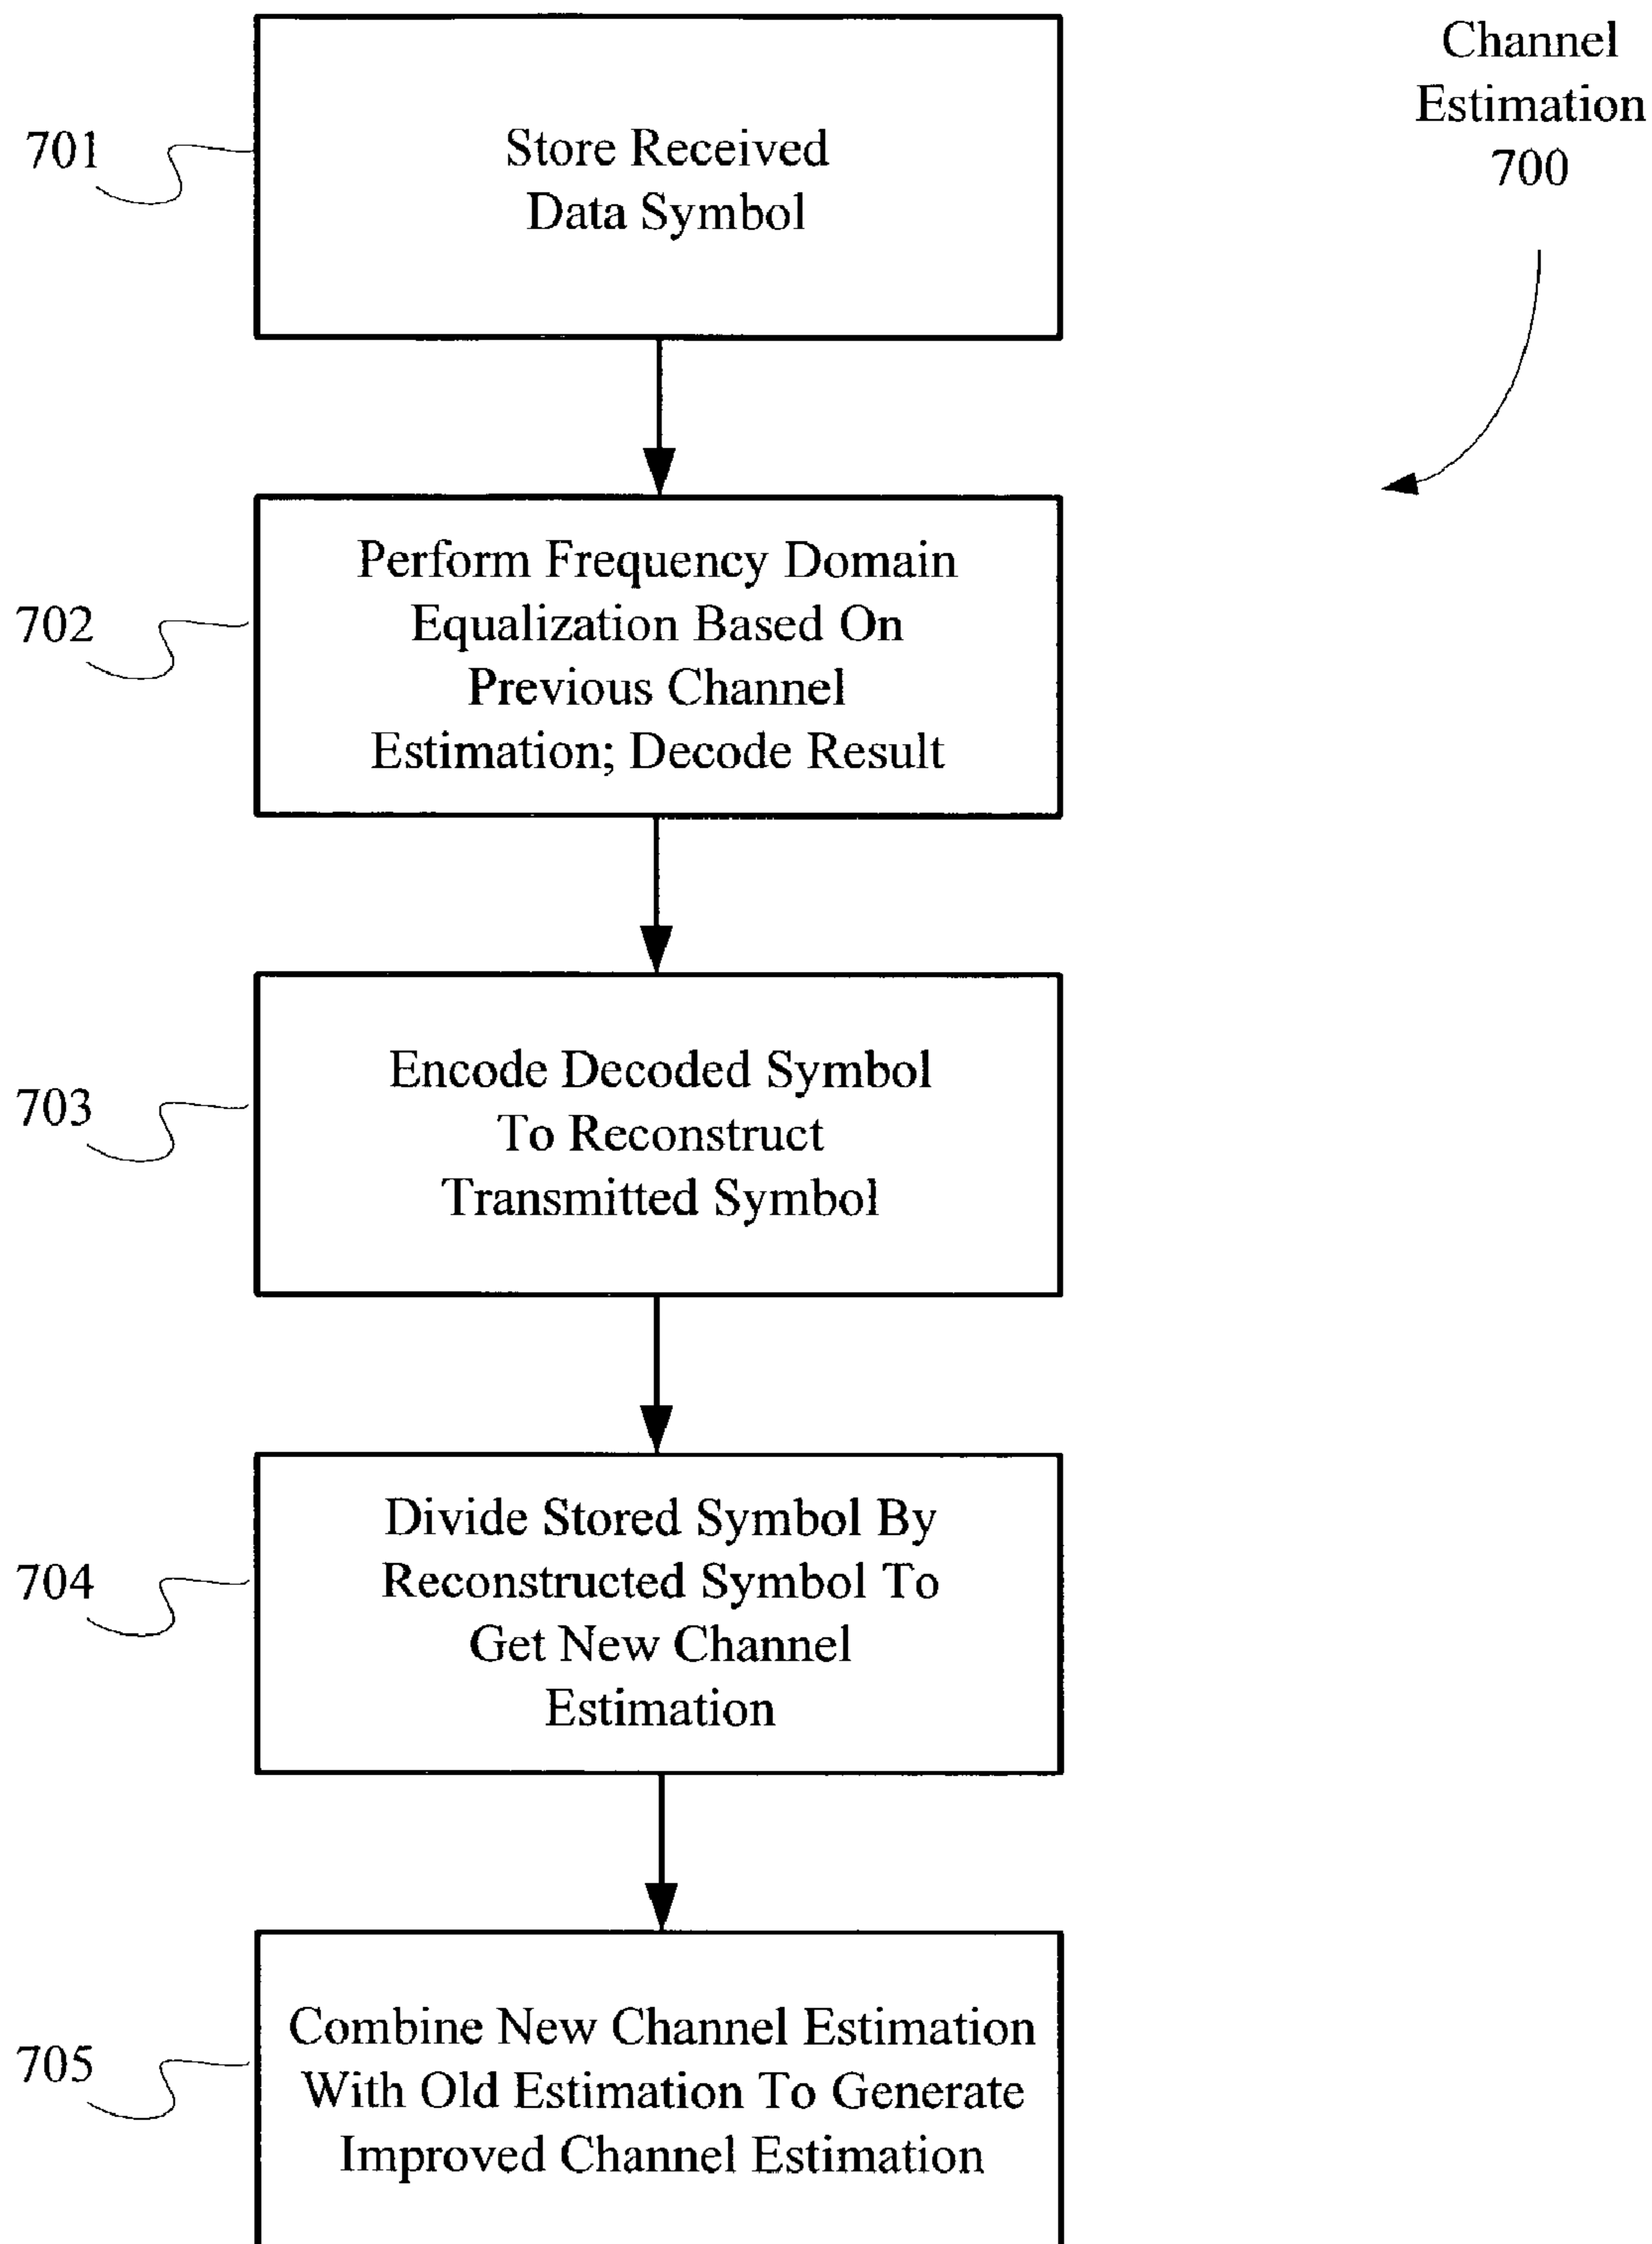 Channel
Estimation
700
701
Store Received
Data Symbol
702
Perform Frequency Domain
Equalization Based On
Previous Channel
Estimation; Decode Result
703
Encode Decoded Symbol
To Reconstruct
Transmitted Symbol
704
Divide Stored Symbol By
Reconstructed Symbol To
Get New Channel
Estimation
705
Combine New Channel Estimation
With Old Estimation To Generate
Improved Channel Estimation